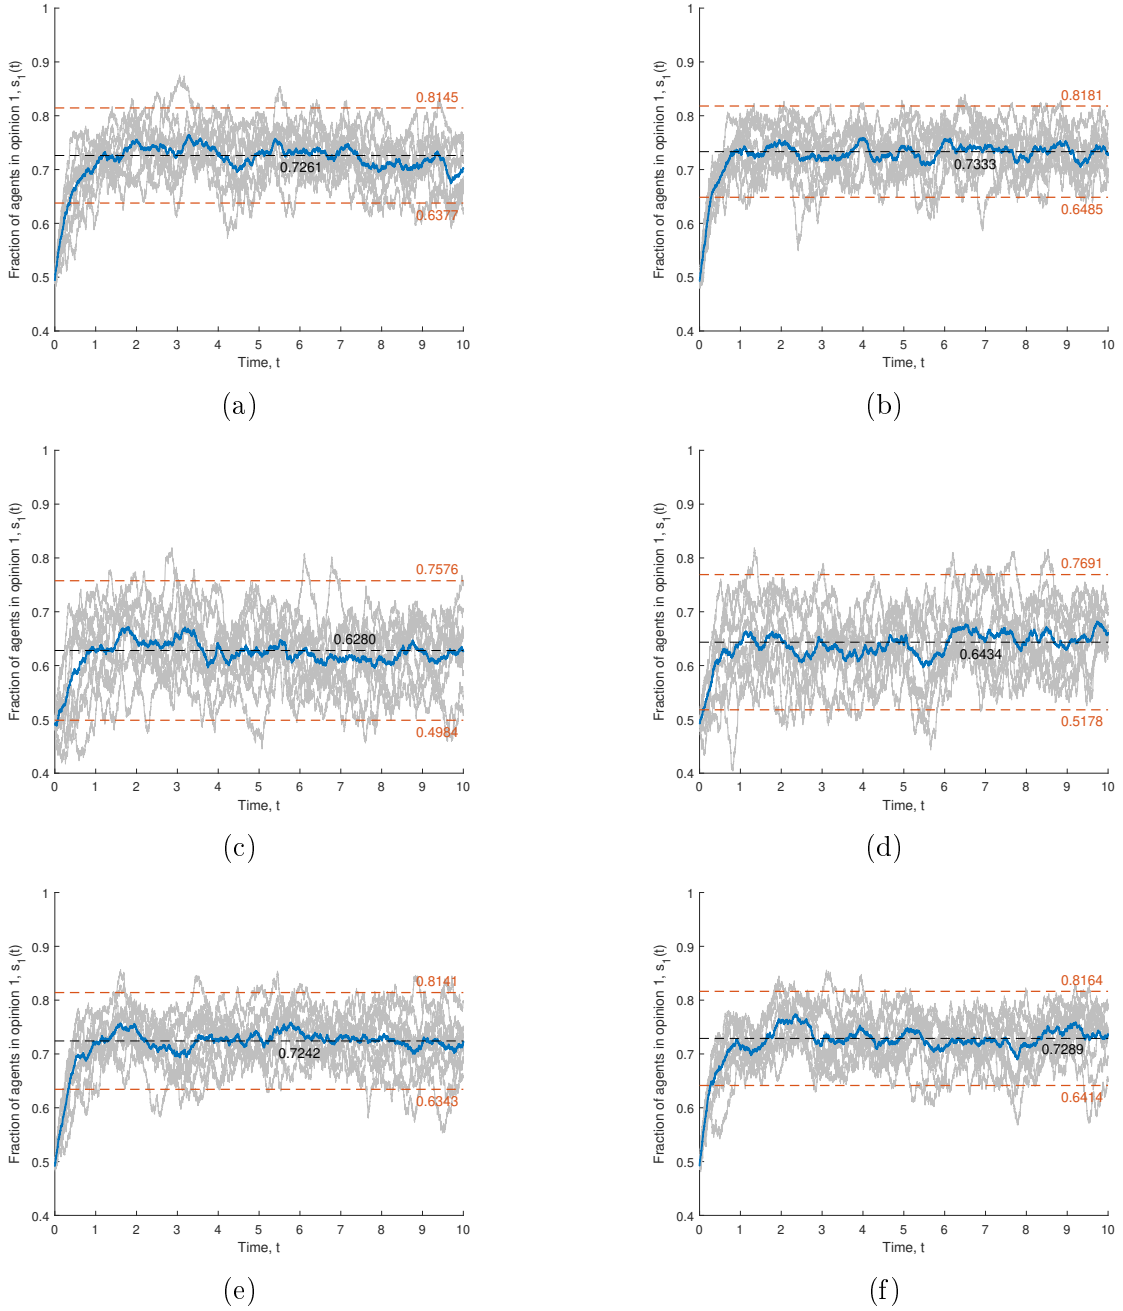 1
0.9
0.8
0.7
0.6
0.5
0.4
Fraction of agents in opinion 1, s1(t)
0.8145
0.7261
0.6377
0 1 2 3 4 5 6 7 8 9 10
Time, t
(a)
1
0.9
0.8
0.7
0.6
0.5
0.4
Fraction of agents in opinion 1, s1(t)
0.8181
0.7333
0.6485
0 1 2 3 4 5 6 7 8 9 10
Time, t
(b)
1
0.9
0.8
0.7
0.6
0.5
0.4
Fraction of agents in opinion 1, s1(t)
0.7576
0.6280
0.4984
0 1 2 3 4 5 6 7 8 9 10
Time, t
(c)
1
0.9
0.8
0.7
0.6
0.5
0.4
Fraction of agents in opinion 1, s1(t)
0.7691
0.6434
0.5178
0 1 2 3 4 5 6 7 8 9 10
Time, t
(d)
1
0.9
0.8
0.7
0.6
0.5
0.4
Fraction of agents in opinion 1, s1(t)
0.8141
0.7242
0.6343
0 1 2 3 4 5 6 7 8 9 10
Time, t
(e)
1
0.9
0.8
0.7
0.6
0.5
0.4
Fraction of agents in opinion 1, s1(t)
0.8164
0.7289
0.6414
0 1 2 3 4 5 6 7 8 9 10
Time, t
(f)